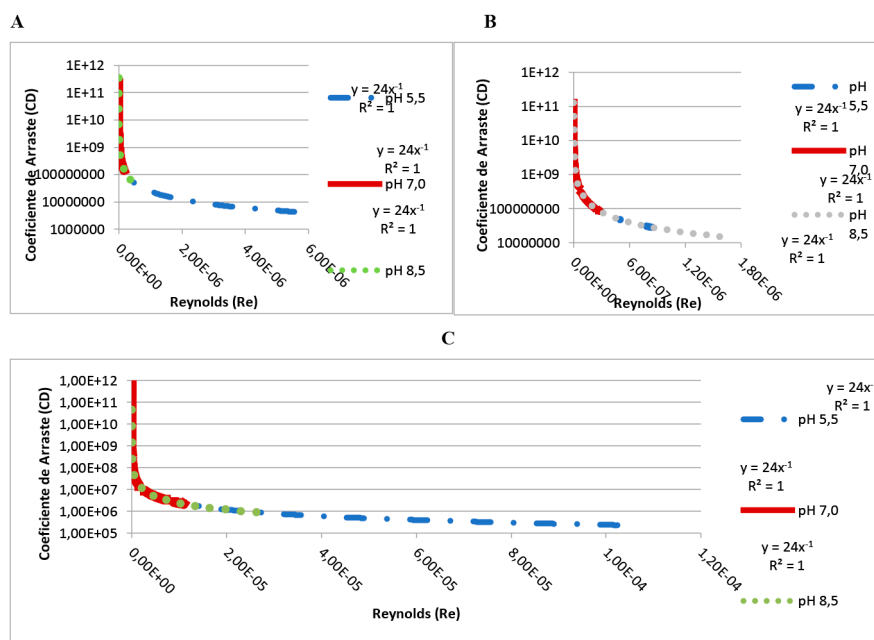 A
Coeficiente de Arraste (CD)
1E+12
1E+11
1E+10
1E+09
100000000
10000000
1000000
0,00E+00
2,00E-06
4,00E-06
6,00E-06
Reynolds (Re)
y = 24x-1
R² = 1
pH 5,5
y = 24x-1
R² = 1
pH 7,0
y = 24x-1
R² = 1
pH 8,5
B
Coeficiente de Arraste (CD)
1E+12
1E+11
1E+10
1E+09
100000000
10000000
0,00E+00
6,00E-07
1,20E-06
1,80E-06
Reynolds (Re)
pH
5,5
y = 24x-1
R² = 1
pH
7,0
y = 24x-1
R² = 1
pH
8,5
y = 24x-1
R² = 1
C
Coeficiente de Arraste (CD)
1,00E+12
1,00E+11
1,00E+10
1,00E+09
1,00E+08
1,00E+07
1,00E+06
1,00E+05
0,00E+00
2,00E-05
4,00E-05
6,00E-05
8,00E-05
1,00E-04
1,20E-04
Reynolds (Re)
y = 24x-1
R² = 1
pH 5,5
y = 24x-1
R² = 1
pH 7,0
y = 24x-1
R² = 1
pH 8,5